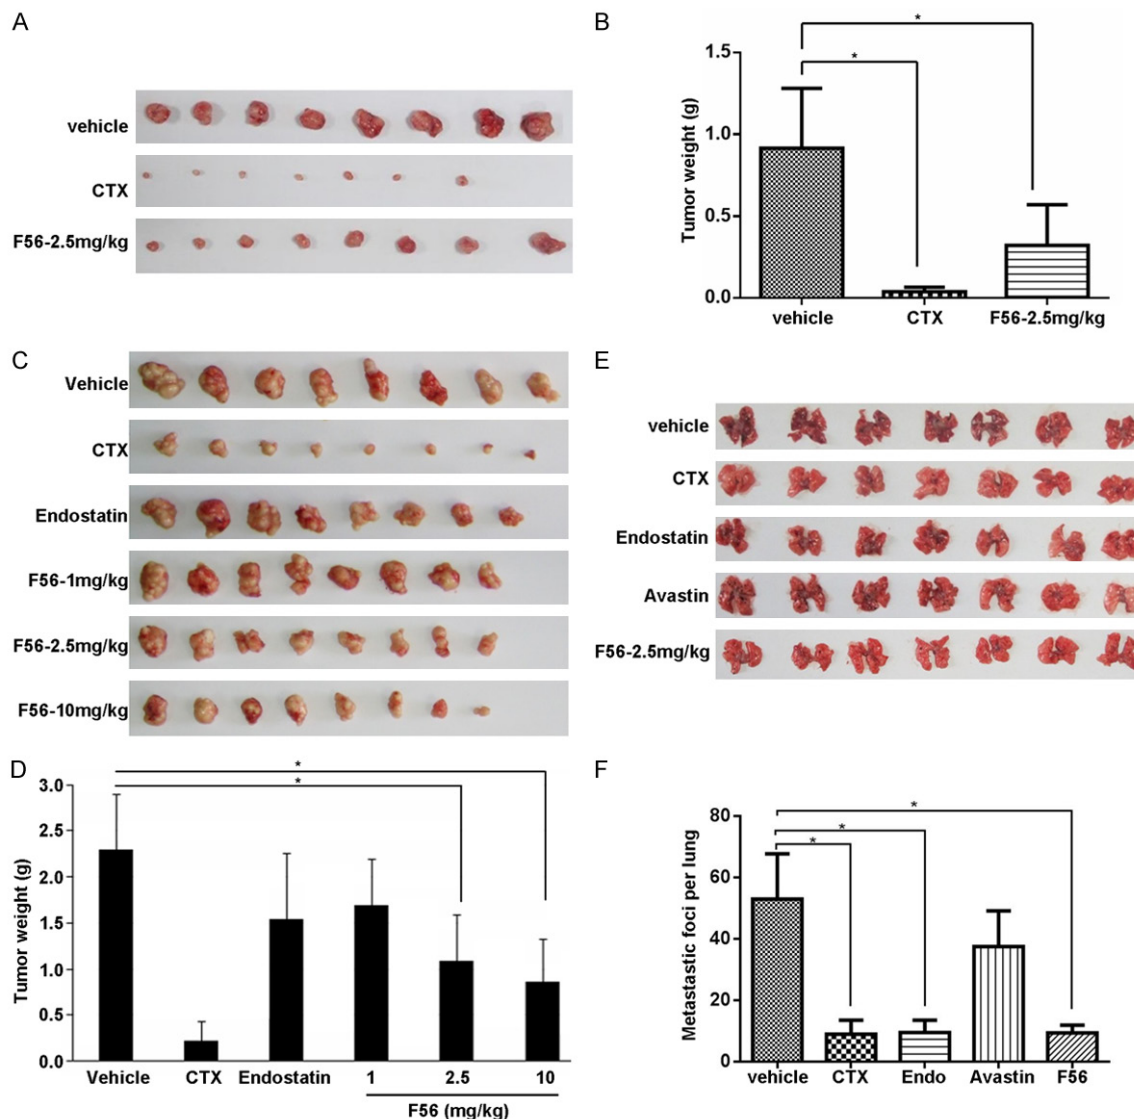 A
vehicle
CTX
F56-2.5mg/kg
B
*
*
Tumor weight (g)
1.5
1.0
0.5
0.0
vehicle CTX F56-2.5mg/kg
C
Vehicle
CTX
Endostatin
F56-1mg/kg
F56-2.5mg/kg
F56-10mg/kg
E
vehicle
CTX
Endostatin
Avastin
F56-2.5mg/kg
D
*
*
Tumor weight (g)
3.0
2.5
2.0
1.5
1.0
0.5
0.0
Vehicle CTX Endostatin 1 2.5 10
F56 (mg/kg)
F
*
*
*
Metastastic foci per lung
80
60
40
20
0
vehicle CTX Endo Avastin F56